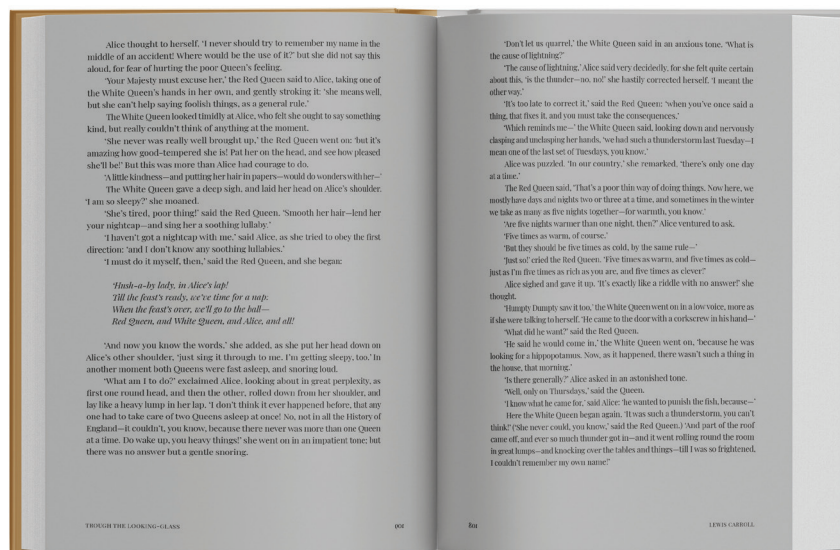 Alice thought to herself, 'I never should try to remember my name in the
middle of an accident! Where would be the use of it?' but she did not say this
aloud, for fear of hurting the poor Queen's feeling.
'Your Majesty must excuse her,' the Red Queen said to Alice, taking one of
the White Queen's hands in her own, and gently stroking it: 'she means well,
but she can't help saying foolish things, as a general rule.'
The White Queen looked timidly at Alice, who felt she ought to say something
kind, but really couldn't think of anything at the moment.
'She never was really well brought up,' the Red Queen went on: 'but it's
amazing how good-tempered she is! Pat her on the head, and see how pleased
she'll be!' But this was more than Alice had courage to do.
'A little kindness—and putting her hair in papers—would do wonders with her—'
The White Queen gave a deep sigh, and laid her head on Alice's shoulder.
'I am so sleepy?' she moaned.
'She's tired, poor thing!' said the Red Queen. 'Smooth her hair—lend her
your nightcap—and sing her a soothing lullaby.'
'I haven't got a nightcap with me,' said Alice, as she tried to obey the first
direction: 'and I don't know any soothing lullabies.'
'I must do it myself, then,' said the Red Queen, and she began:
'Hush-a-by lady, in Alice's lap!
Till the feast's ready, we've time for a nap:
When the feast's over, we'll go to the ball—
Red Queen, and White Queen, and Alice, and all!
'And now you know the words,' she added, as she put her head down on
Alice's other shoulder, 'just sing it through to me. I'm getting sleepy, too.' In
another moment both Queens were fast asleep, and snoring loud.
'What am I to do?' exclaimed Alice, looking about in great perplexity, as
first one round head, and then the other, rolled down from her shoulder, and
lay like a heavy lump in her lap. 'I don't think it ever happened before, that any
one had to take care of two Queens asleep at once! No, not in all the History of
England—it couldn't, you know, because there never was more than one Queen
at a time. Do wake up, you heavy things!' she went on in an impatient tone; but
there was no answer but a gentle snoring.
THOUGH THE LOOKING-GLASS
'Don't let us quarrel,' the White Queen said in an anxious tone. 'What is
the cause of lightning?'
'The cause of lightning,' Alice said very decidedly, for she felt quite certain
about this, 'is the thunder—no, no!' she hastily corrected herself. 'I meant the
other way.'
'It's too late to correct it,' said the Red Queen: 'when you've once said a
thing, that fixes it, and you must take the consequences.'
'Which reminds me—' the White Queen said, looking down and nervously
clasping and unclasping her hands, 'we had such a thunderstorm last Tuesday—I
mean one of the last set of Tuesdays, you know.'
Alice was puzzled. 'In our country,' she remarked, 'there's only one day
at a time.'
The Red Queen said, 'That's a poor thin way of doing things. Now here, we
mostly have days and nights two or three at a time, and sometimes in the winter
we take as many as five nights together—for warmth, you know.'
'Are five nights warmer than one night, then?' Alice ventured to ask.
'Five times as warm, of course.'
'But they should be five times as cold, by the same rule—'
'Just so!' cried the Red Queen. 'Five times as warm, and five times as cold—
just as I'm five times as rich as you are, and five times as clever!'
Alice sighed and gave it up. 'It's exactly like a riddle with no answer!' she
thought.
'Humpty Dumpty saw it too,' the White Queen went on in a low voice, more as
if she were talking to herself. 'He came to the door with a corkscrew in his hand—'
'What did he want?' said the Red Queen.
'He said he would come in,' the White Queen went on, 'because he was
looking for a hippopotamus. Now, as it happened, there wasn't such a thing in
the house, that morning.'
'Is there generally?' Alice asked in an astonished tone.
'Well, only on Thursdays,' said the Queen.
'I know what he came for,' said Alice: 'he wanted to punish the fish, because—'
Here the White Queen began again. 'It was such a thunderstorm, you can't
think!' ('She never could, you know,' said the Red Queen.) 'And part of the roof
came off, and ever so much thunder got in—and it went rolling round the room
in great lumps—and knocking over the tables and things—till I was so frightened,
I couldn't remember my own name!'
LEWIS CARROLL